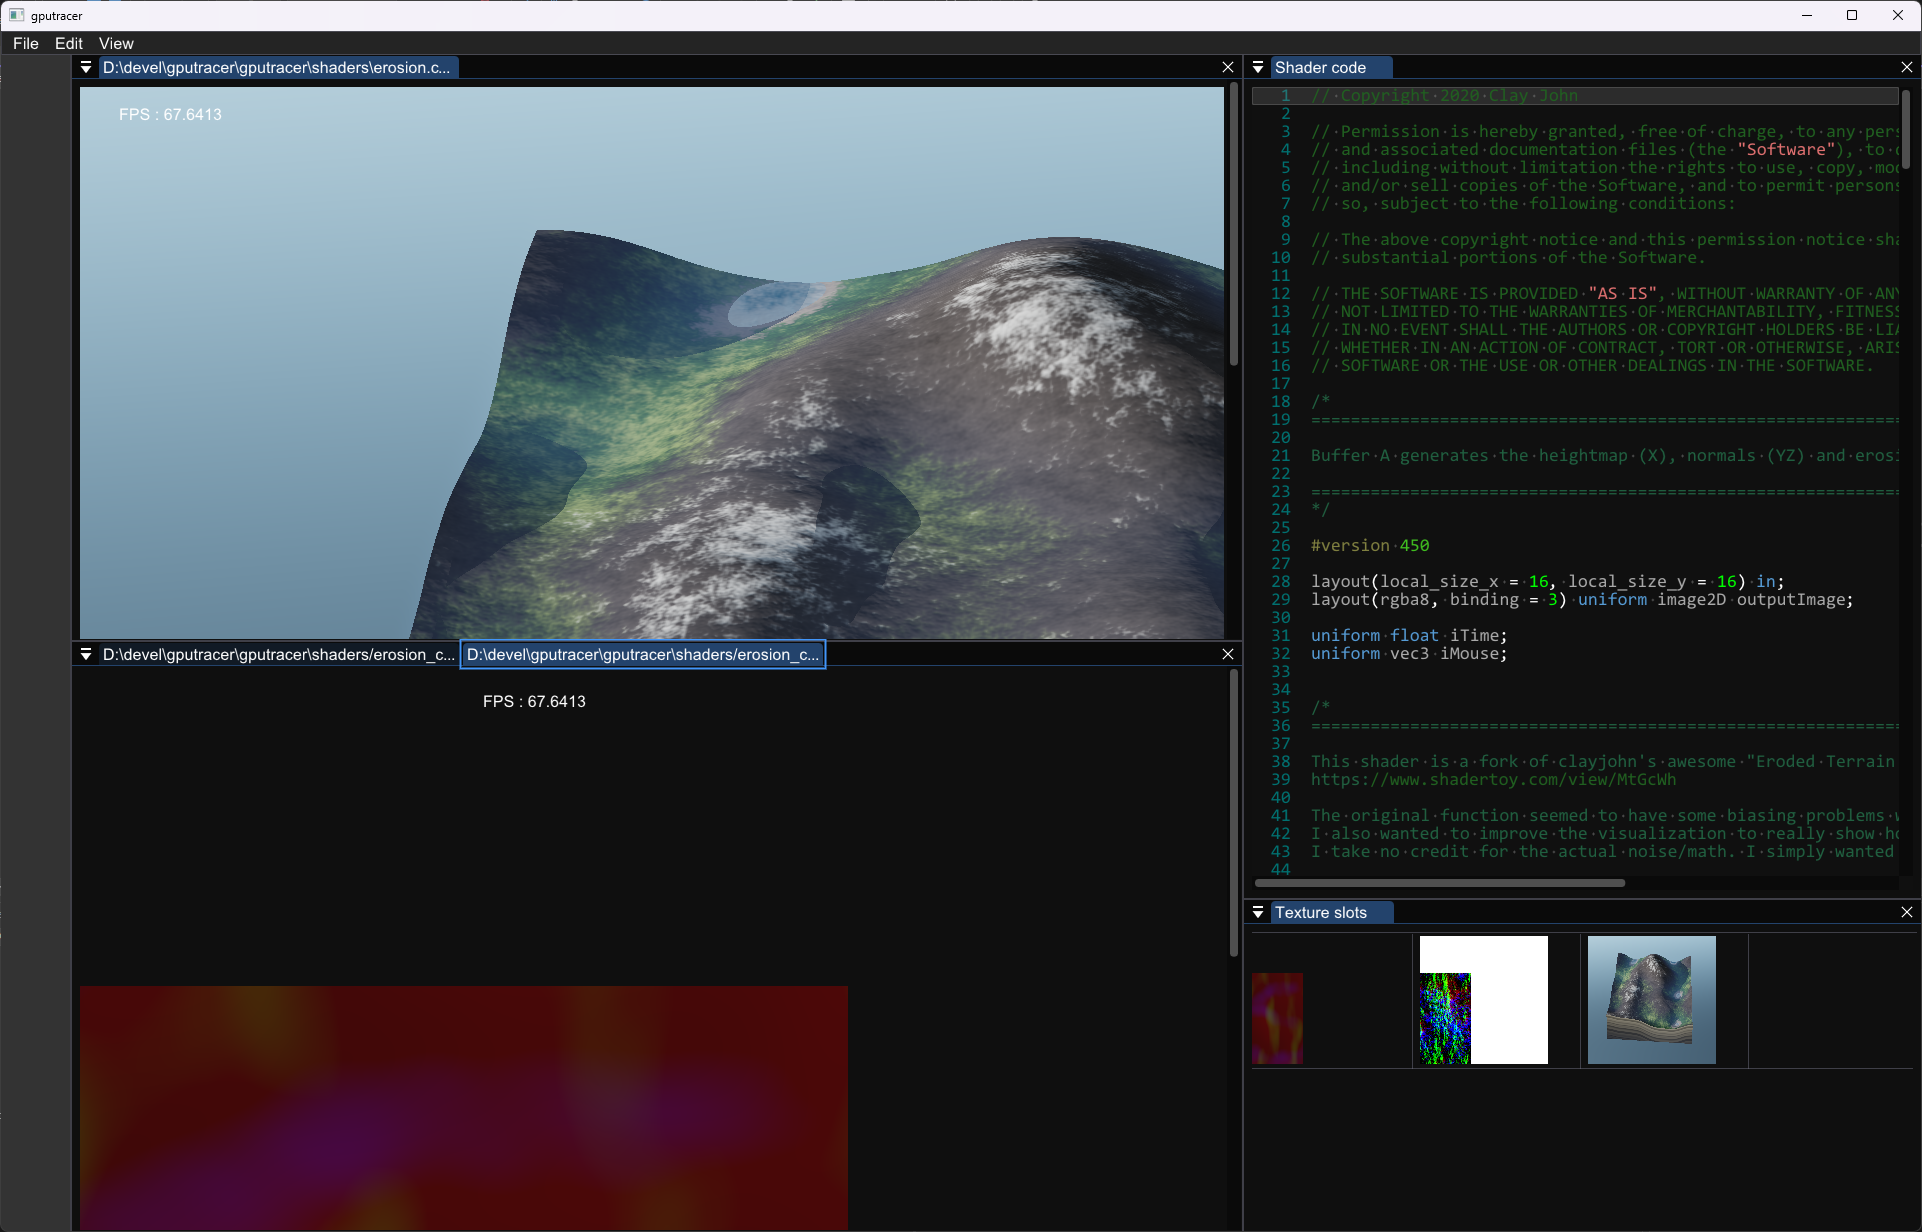 gputracer
File Edit View
D:\devel\gputracer\gputracer\shaders\erosion.c...
FPS : 67.6413
D:\devel\gputracer\gputracer\shaders/erosion_c...
D:\devel\gputracer\gputracer\shaders/erosion_c...
FPS : 67.6413
Shader code
1 // Copyright 2020 Clay John
2
3 // Permission is hereby granted, free of charge, to any pers
4 // and associated documentation files (the "Software"), to
5 // including without limitation the rights to use, copy, mo
6 // and/or sell copies of the Software, and to permit persons
7 // so, subject to the following conditions:
8
9 // The above copyright notice and this permission notice sha
10 // substantial portions of the Software.
11
12 // THE SOFTWARE IS PROVIDED "AS IS", WITHOUT WARRANTY OF ANY
13 // NOT LIMITED TO THE WARRANTIES OF MERCHANTABILITY, FITNESS
14 // IN NO EVENT SHALL THE AUTHORS OR COPYRIGHT HOLDERS BE LIA
15 // WHETHER IN AN ACTION OF CONTRACT, TORT OR OTHERWISE, ARIS
16 // SOFTWARE OR THE USE OR OTHER DEALINGS IN THE SOFTWARE.
17
18 /*
19 ============================================================
20
21 Buffer A generates the heightmap (X), normals (YZ) and erosi
22
23 ============================================================
24 */
25
26 #version 450
27
28 layout(local_size_x = 16, local_size_y = 16) in;
29 layout(rgba8, binding = 3) uniform image2D outputImage;
30
31 uniform float iTime;
32 uniform vec3 iMouse;
33
34
35 /*
36 ============================================================
37
38 This shader is a fork of clayjohn's awesome "Eroded Terrain
39 https://www.shadertoy.com/view/MtGcWh
40
41 The original function seemed to have some biasing problems w
42 I also wanted to improve the visualization to really show ho
43 I take no credit for the actual noise/math. I simply wanted
44
Texture slots